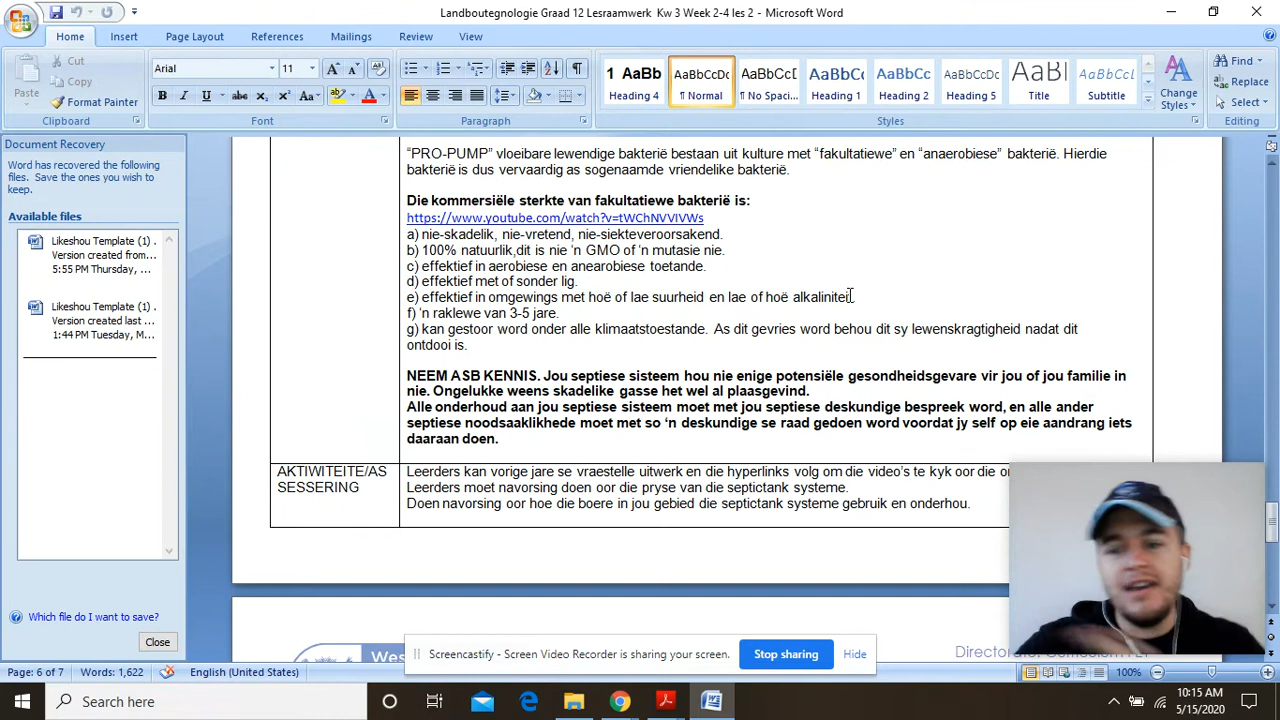 Landboutegnologie Graad 12 Lesraamwerk Kw 3 Week 2-4 les 2 - Microsoft Word
Home Insert Page Layout References Mailings Review View
Cut
Copy
Format Painter
Paste
Clipboard
Arial 11
Font
Paragraph
1 AaBb AaBbCcDc AaBbCcDc AaBbCc AaBbCc AaBbCcDc AaB AaBbCc
Heading 4 ¶ Normal ¶ No Spaci... Heading 1 Heading 2 Heading 5 Title Subtitle
Change Styles
Styles
Find
Replace
Select
Editing
Document Recovery
Word has recovered the following
files. Save the ones you wish to
keep.
Available files
Likeshou Template (1) .
Version created from...
5:55 PM Thursday, ...
Likeshou Template (1) .
Version created last ...
1:44 PM Tuesday, M...
Which file do I want to save?
Close
“PRO-PUMP” vloeibare lewendige bakterië bestaan uit kulture met “fakultatiewe” en “anaerobiese” bakterië. Hierdie
bakterië is dus vervaardig as sogenaamde vriendelike bakterië.
Die kommersiële sterkte van fakultatiewe bakterië is:
https://www.youtube.com/watch?v=tWChNVVIVWs
a) nie-skadelik, nie-vretend, nie-siekteveroorsakend.
b) 100% natuurlik,dit is nie ‘n GMO of ‘n mutasie nie.
c) effektief in aerobiese en anearobiese toetande.
d) effektief met of sonder lig.
e) effektief in omgewings met hoë of lae suurheid en lae of hoë alkaliniteit
f) ‘n raklewe van 3-5 jare.
g) kan gestoor word onder alle klimaatstoestande. As dit gevries word behou dit sy lewenskragtigheid nadat dit
ontdooi is.
NEEM ASB KENNIS. Jou septiese sisteem hou nie enige potensiële gesondheidsgevare vir jou of jou familie in
nie. Ongelukke weens skadelike gasse het wel al plaasgevind.
Alle onderhoud aan jou septiese sisteem moet met jou septiese deskundige bespreek word, en alle ander
septiese noodsaaklikhede moet met so ‘n deskundige se raad gedoen word voordat jy self op eie aandrang iets
daaraan doen.
AKTIWITEITE/AS
SESSERING
Leerders kan vorige jare se vraestelle uitwerk en die hyperlinks volg om die video’s te kyk oor die
Leerders moet navorsing doen oor die pryse van die septictank systeme.
Doen navorsing oor hoe die boere in jou gebied die septictank systeme gebruik en onderhou.
Directorate: Curriculum FET
Screencastify - Screen Video Recorder is sharing your screen.
Stop sharing
Hide
Page: 6 of 7 Words: 1,622 English (United States)
100%
Type here to search
ENG
10:15 AM
5/15/2020